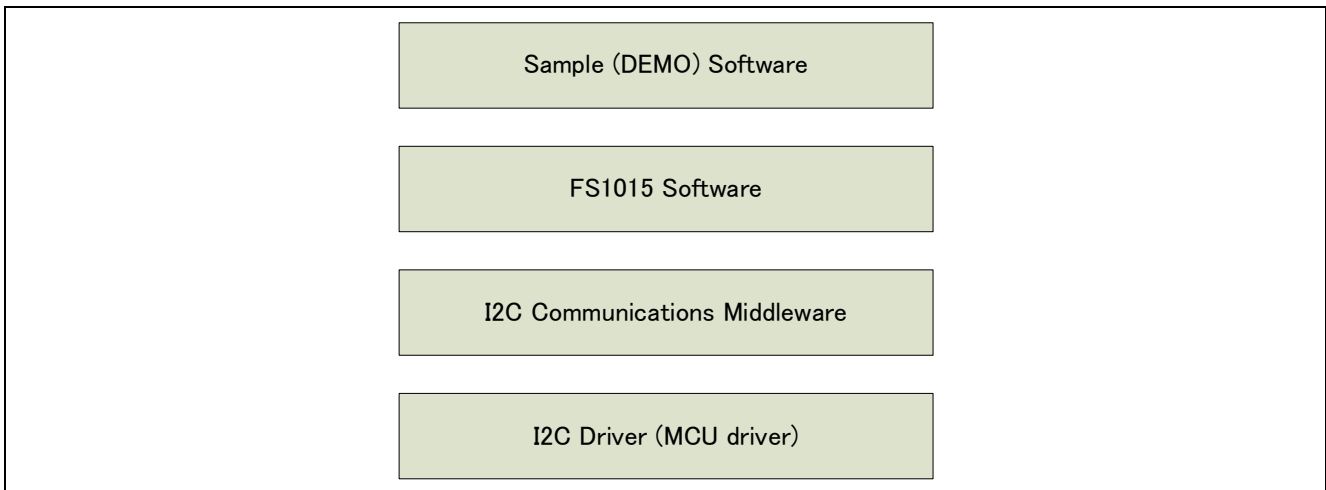 Sample (DEMO) Software
FS1015 Software
I2C Communications Middleware
I2C Driver (MCU driver)